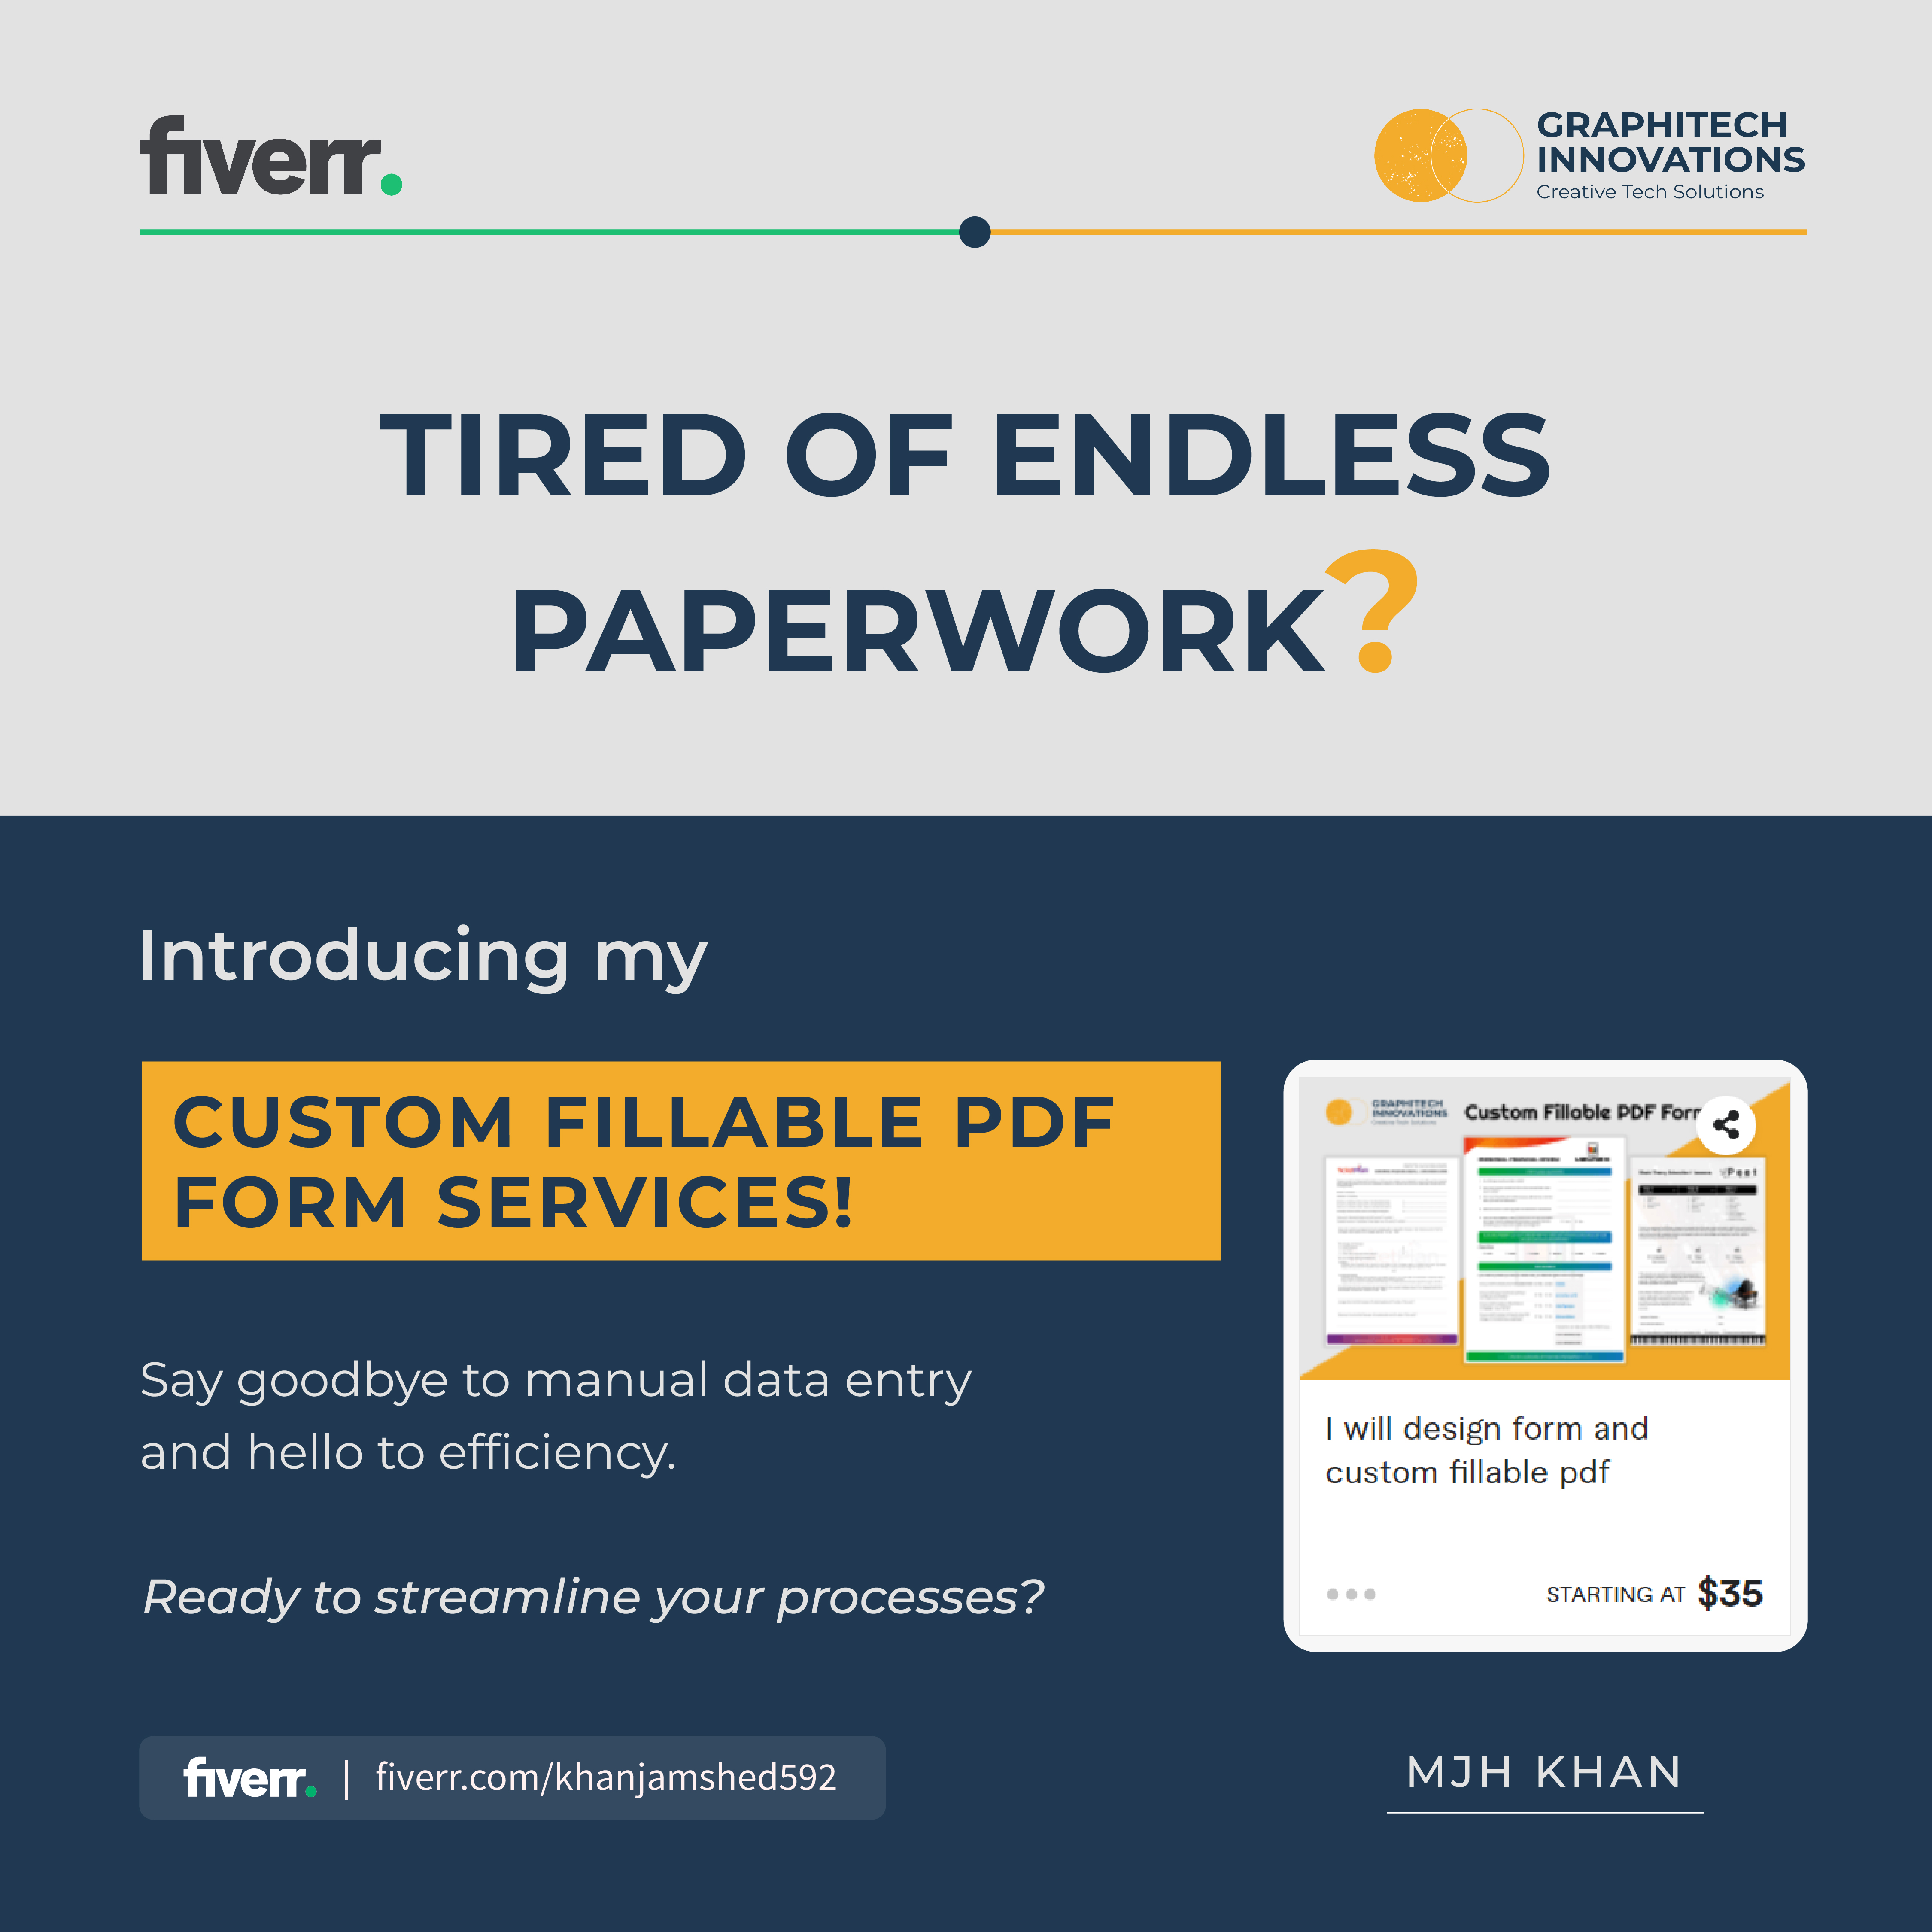 fiverr.
GRAPHITECH
INNOVATIONS
Creative Tech Solutions
TIRED OF ENDLESS
PAPERWORK?
Introducing my
CUSTOM FILLABLE PDF
FORM SERVICES!
Say goodbye to manual data entry
and hello to efficiency.
Ready to streamline your processes?
GRAPHITECH
INNOVATIONS
Creative Tech Solutions
Custom Fillable PDF Form
I will design form and
custom fillable pdf
STARTING AT $35
fiverr. | fiverr.com/khanjamshed592
MJH KHAN